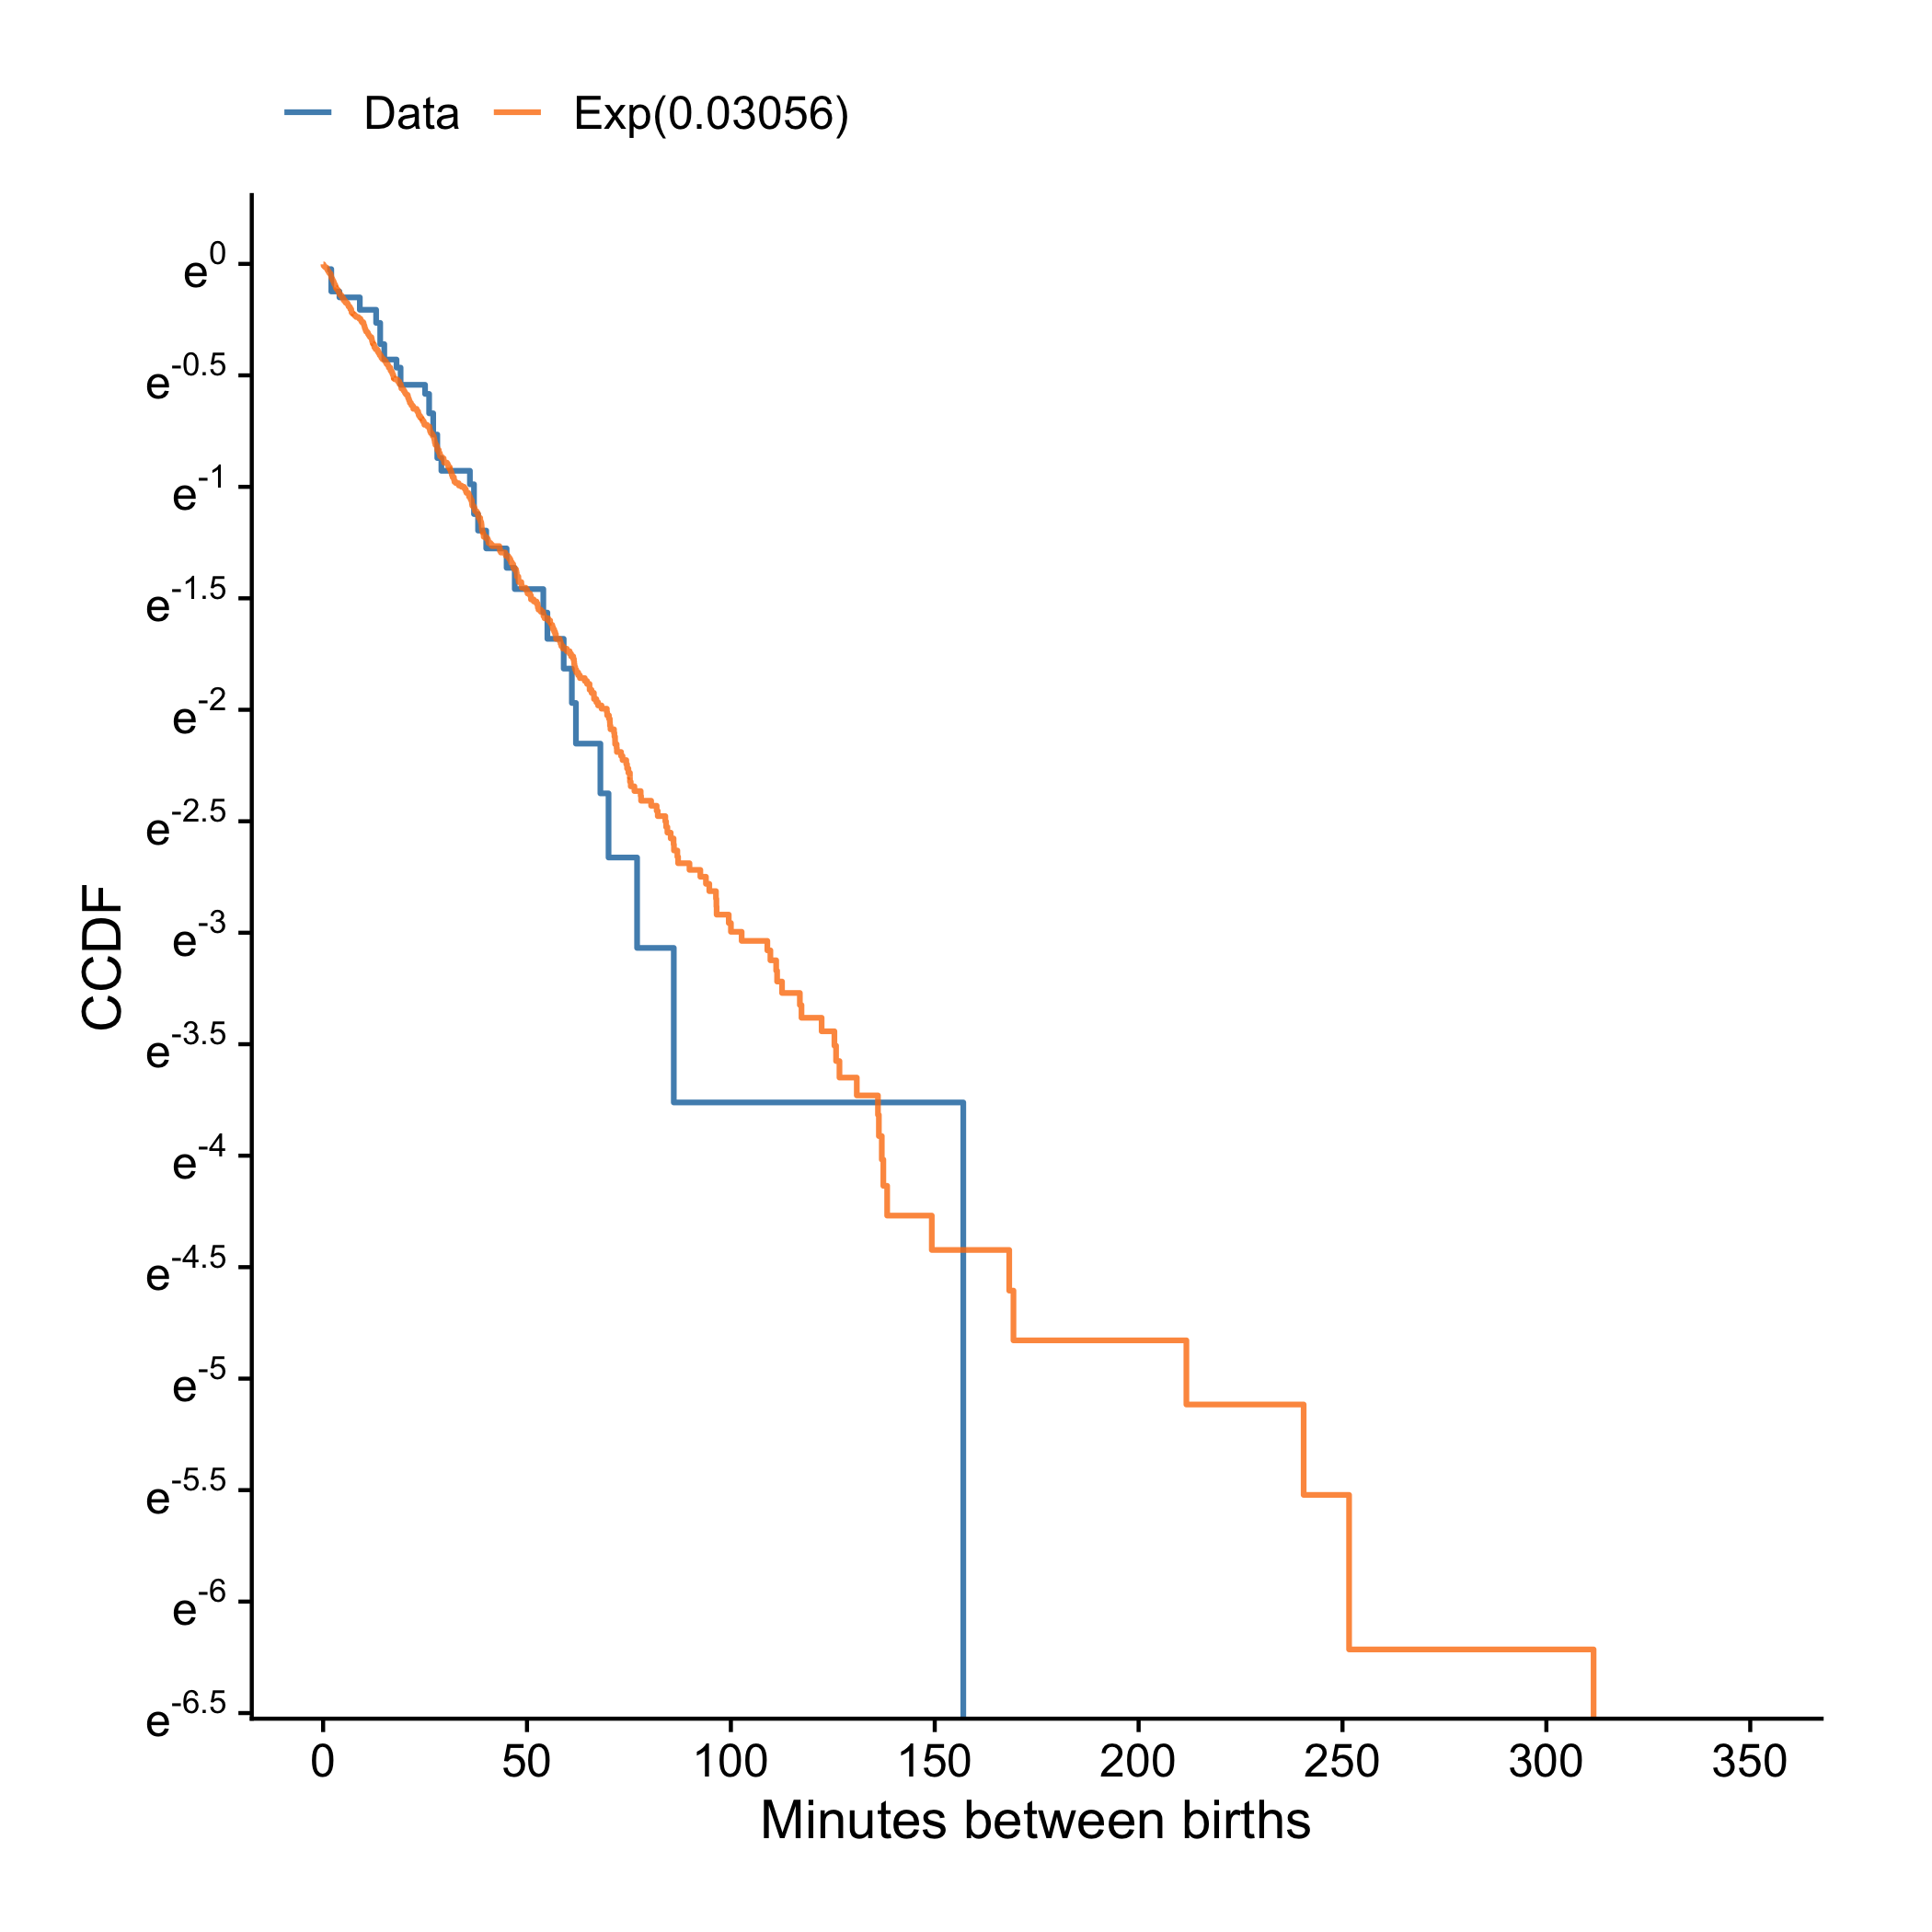 Data Exp(0.03056)
e^0
e^-0.5
e^-1
e^-1.5
e^-2
e^-2.5
e^-3
e^-3.5
e^-4
e^-4.5
e^-5
e^-5.5
e^-6
e^-6.5
CCDF
0 50 100 150 200 250 300 350
Minutes between births